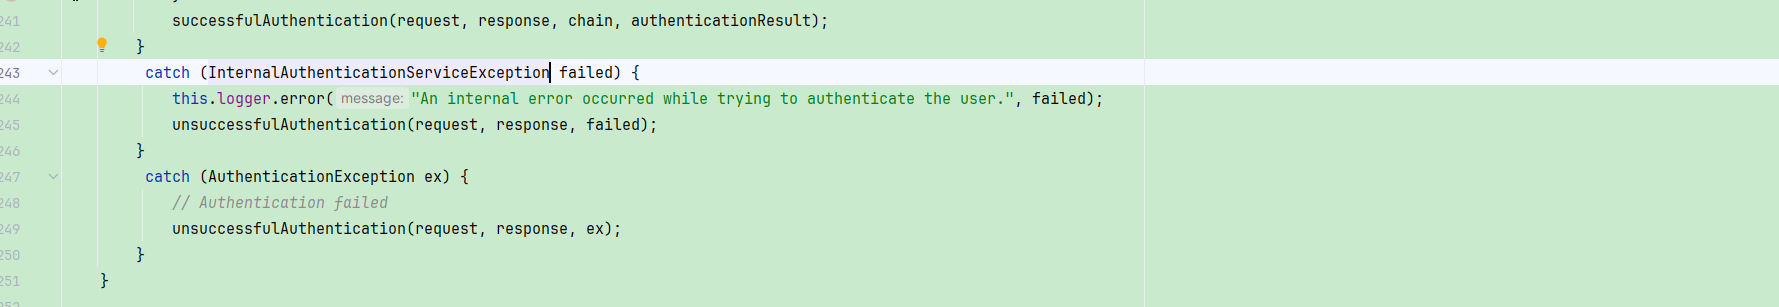 241 successfulAuthentication(request, response, chain, authenticationResult);
242 }
243 catch (InternalAuthenticationServiceException failed) {
244 this.logger.error( message: "An internal error occurred while trying to authenticate the user.", failed);
245 unsuccessfulAuthentication(request, response, failed);
246 }
247 catch (AuthenticationException ex) {
248 // Authentication failed
249 unsuccessfulAuthentication(request, response, ex);
250 }
251 }
252